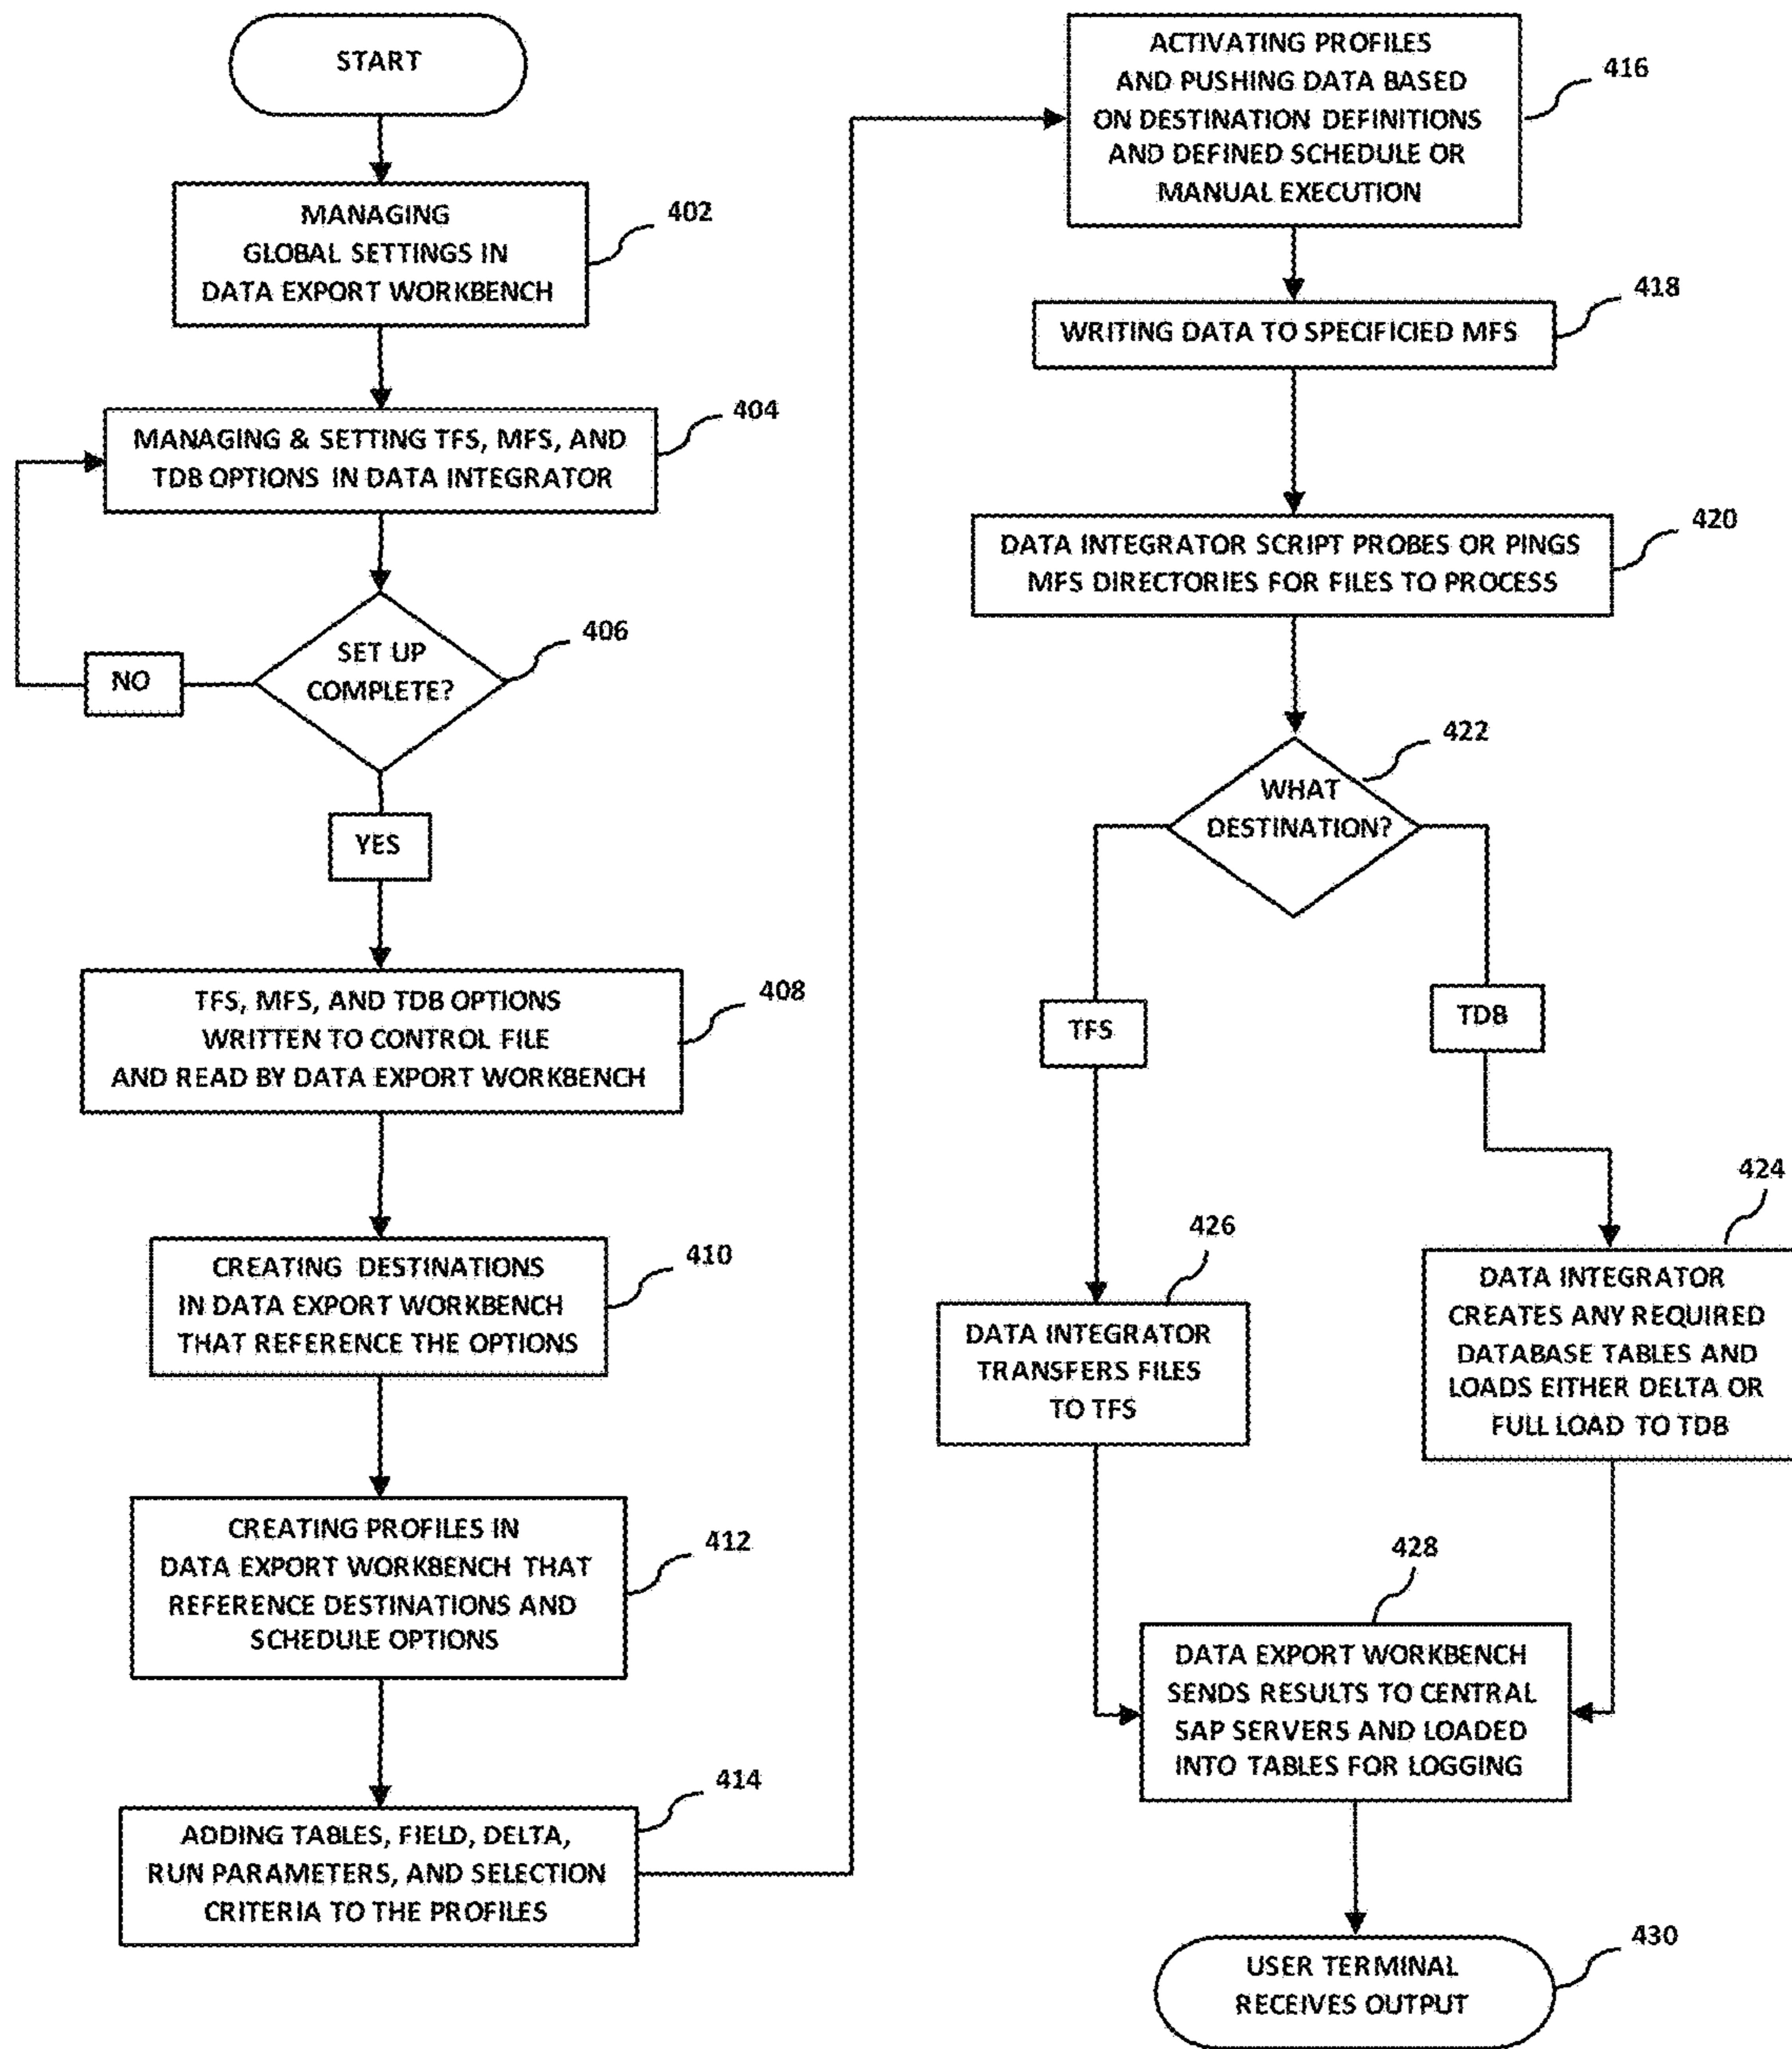 START
MANAGING
GLOBAL SETTINGS IN
DATA EXPORT WORKBENCH
402
MANAGING & SETTING TFS, MFS, AND
TDB OPTIONS IN DATA INTEGRATOR
404
SET UP
COMPLETE?
406
NO
YES
TFS, MFS, AND TDB OPTIONS
WRITTEN TO CONTROL FILE
AND READ BY DATA EXPORT WORKBENCH
408
CREATING DESTINATIONS
IN DATA EXPORT WORKBENCH
THAT REFERENCE THE OPTIONS
410
CREATING PROFILES IN
DATA EXPORT WORKBENCH THAT
REFERENCE DESTINATIONS AND
SCHEDULE OPTIONS
412
ADDING TABLES, FIELD, DELTA,
RUN PARAMETERS, AND SELECTION
CRITERIA TO THE PROFILES
414
ACTIVATING PROFILES
AND PUSHING DATA BASED
ON DESTINATION DEFINITIONS
AND DEFINED SCHEDULE OR
MANUAL EXECUTION
416
WRITING DATA TO SPECIFICIED MFS
418
DATA INTEGRATOR SCRIPT PROBES OR PINGS
MFS DIRECTORIES FOR FILES TO PROCESS
420
WHAT
DESTINATION?
422
TFS
TDB
DATA INTEGRATOR
TRANSFERS FILES
TO TFS
426
DATA INTEGRATOR
CREATES ANY REQUIRED
DATABASE TABLES AND
LOADS EITHER DELTA OR
FULL LOAD TO TDB
424
DATA EXPORT WORKBENCH
SENDS RESULTS TO CENTRAL
SAP SERVERS AND LOADED
INTO TABLES FOR LOGGING
428
USER TERMINAL
RECEIVES OUTPUT
430